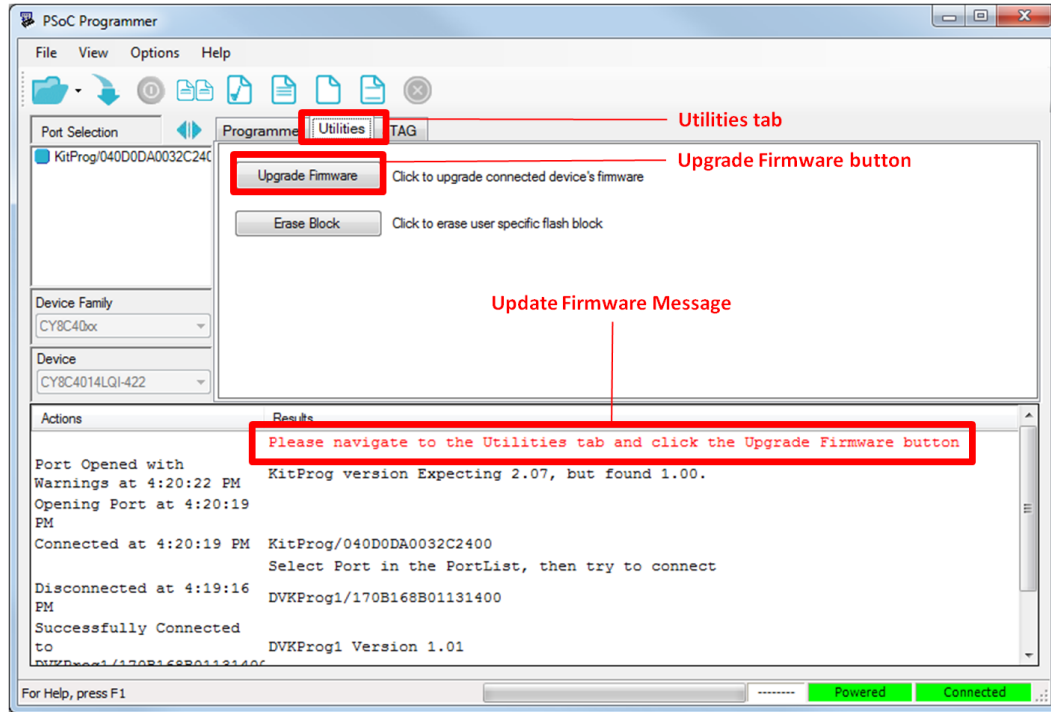 PSoC Programmer
File View Options Help
Port Selection
Programme
Utilities
TAG
Utilities tab
KitProg/040D0DA0032C24C
Upgrade Firmware
Click to upgrade connected device's firmware
Upgrade Firmware button
Erase Block
Click to erase user specific flash block
Update Firmware Message
Device Family
CY8C40xx
Device
CY8C4014LQI-422
Actions Results
Please navigate to the Utilities tab and click the Upgrade Firmware button
Port Opened with
Warnings at 4:20:22 PM
KitProg version Expecting 2.07, but found 1.00.
Opening Port at 4:20:19
PM
Connected at 4:20:19 PM KitProg/040D0DA0032C2400
Select Port in the PortList, then try to connect
Disconnected at 4:19:16
PM
DVKProg1/170B168B01131400
Successfully Connected
to
DVKProg1 Version 1.01
DVKProg1/170B168B01131400
For Help, press F1
--------
Powered
Connected